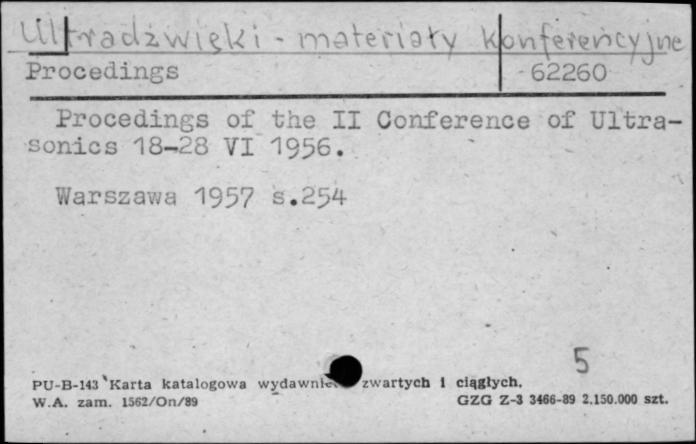 Ultradźwięki - materiały konferencyjne
Procedings 62260
Procedings of the II Conference of Ultra-
sonics 18-28 VI 1956.
Warszawa 1957 s.254
5
PU-B-143 Karta katalogowa zwartych i ciągłych.
W.A. zam. 1562/On/89 GZG Z-3 3466-89 2.150.000 szt.